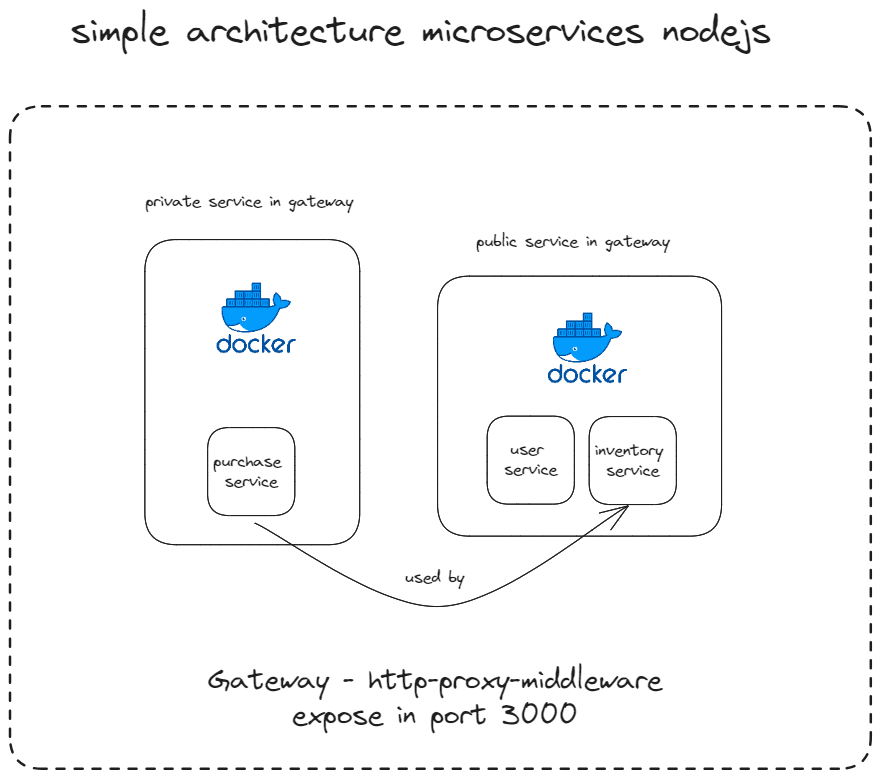 simple architecture microservices nodejs
private service in gateway
public service in gateway
docker
docker
purchase
service
user
service
inventory
service
used by
Gateway - http-proxy-middleware
expose in port 3000